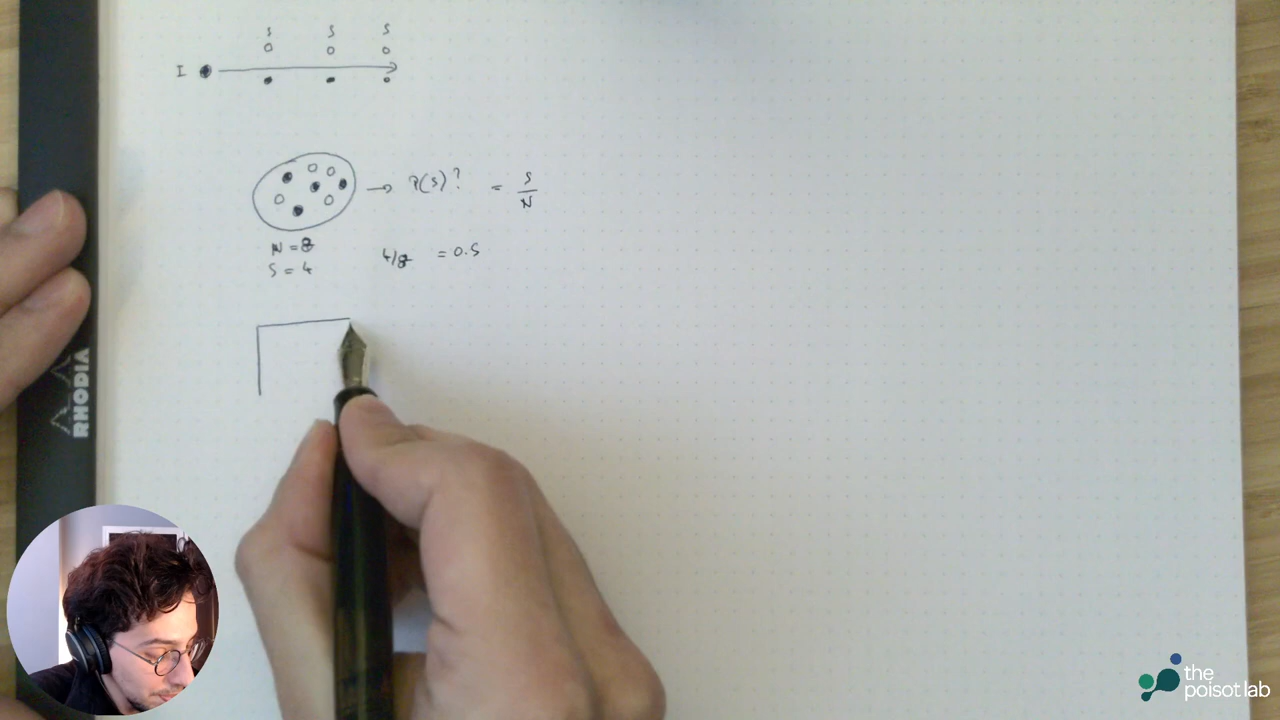 S S S
I
→ P(S)? = S/N
N = 8
S = 4
4/8 = 0.5
RHODIA
the
poisot lab